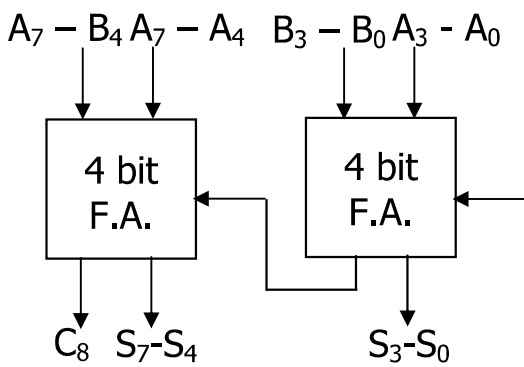 A₇ – B₄ A₇ – A₄ B₃ – B₀ A₃ - A₀
4 bit
F.A.
4 bit
F.A.
C₈ S₇-S₄ S₃-S₀